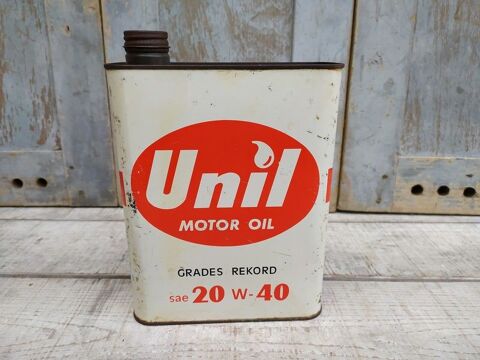 Unil
MOTOR OIL
GRADES REKORD
sae 20 W-40